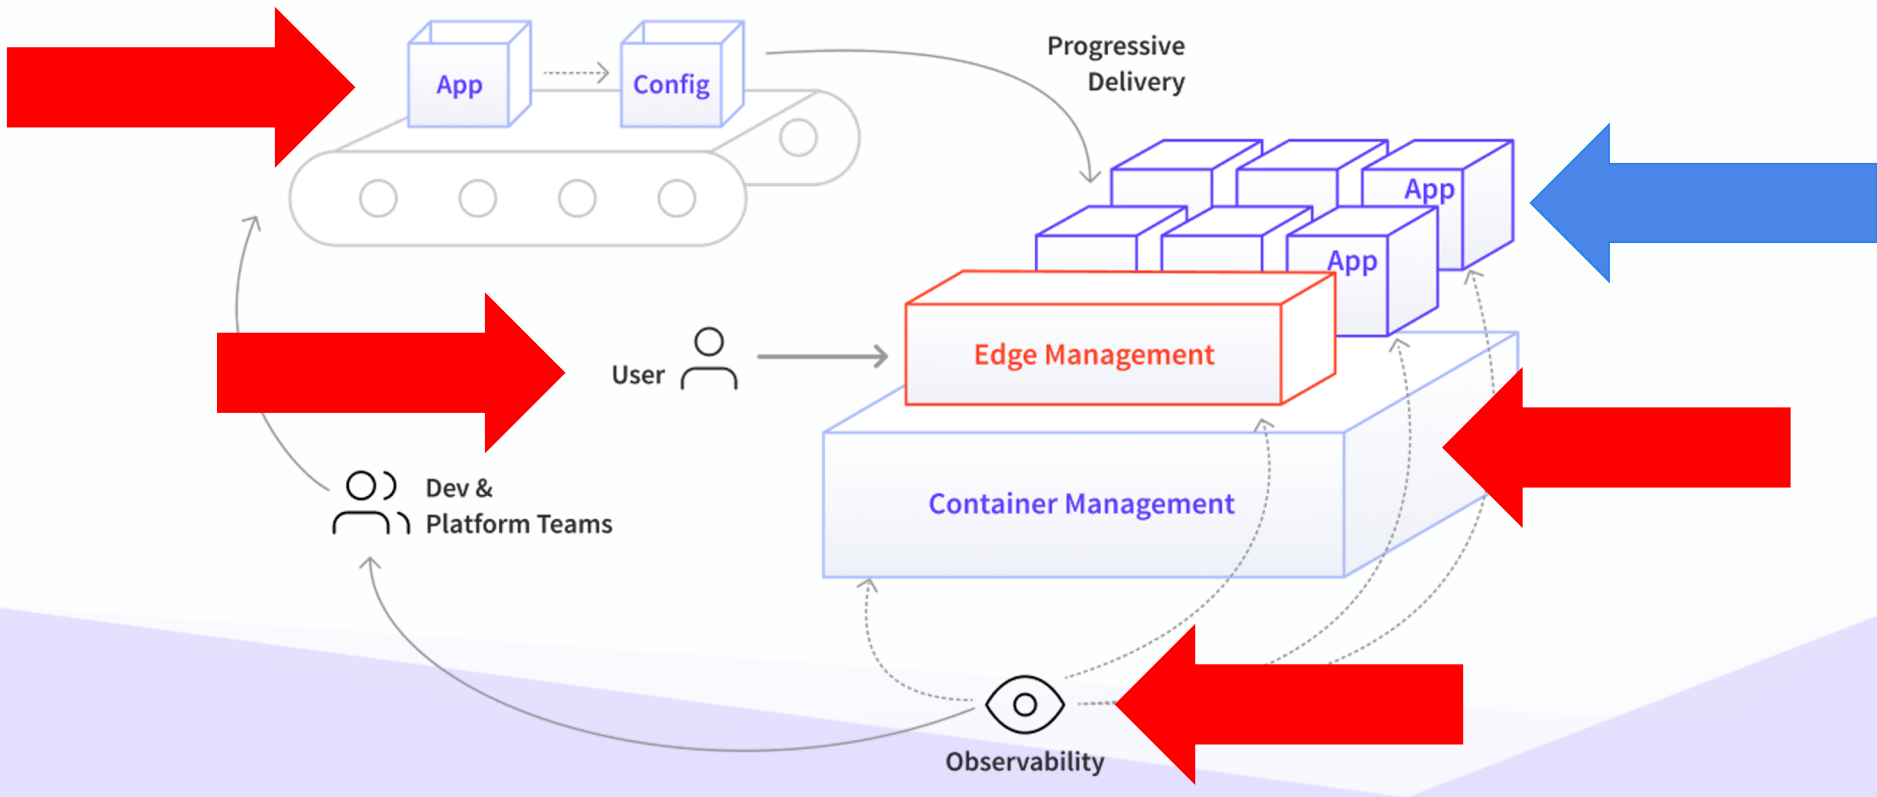 App
Config
Progressive
Delivery
App
App
Edge Management
User
Container Management
Dev &
Platform Teams
Observability